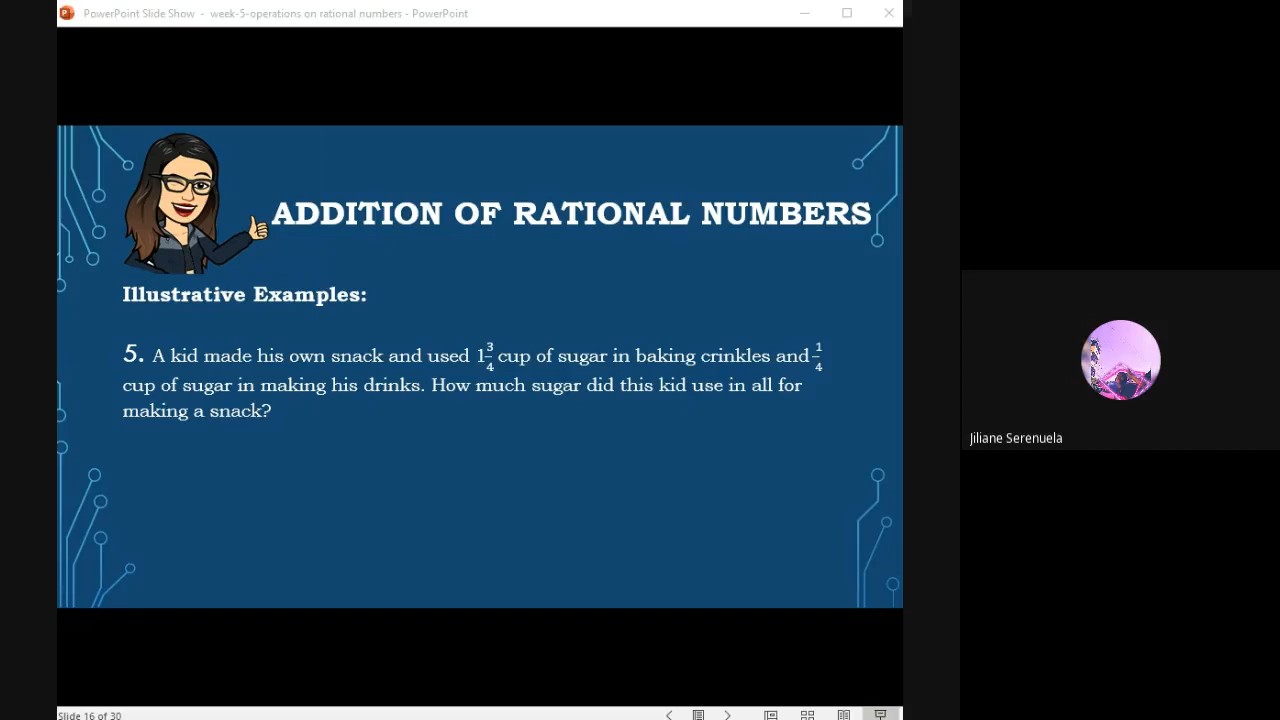 PowerPoint Slide Show - week-5-operations on rational numbers - PowerPoint
ADDITION OF RATIONAL NUMBERS
Illustrative Examples:
5. A kid made his own snack and used 1 3/4 cup of sugar in baking crinkles and 1/4
cup of sugar in making his drinks. How much sugar did this kid use in all for
making a snack?
Jiliane Serenuela
Slide 16 of 30